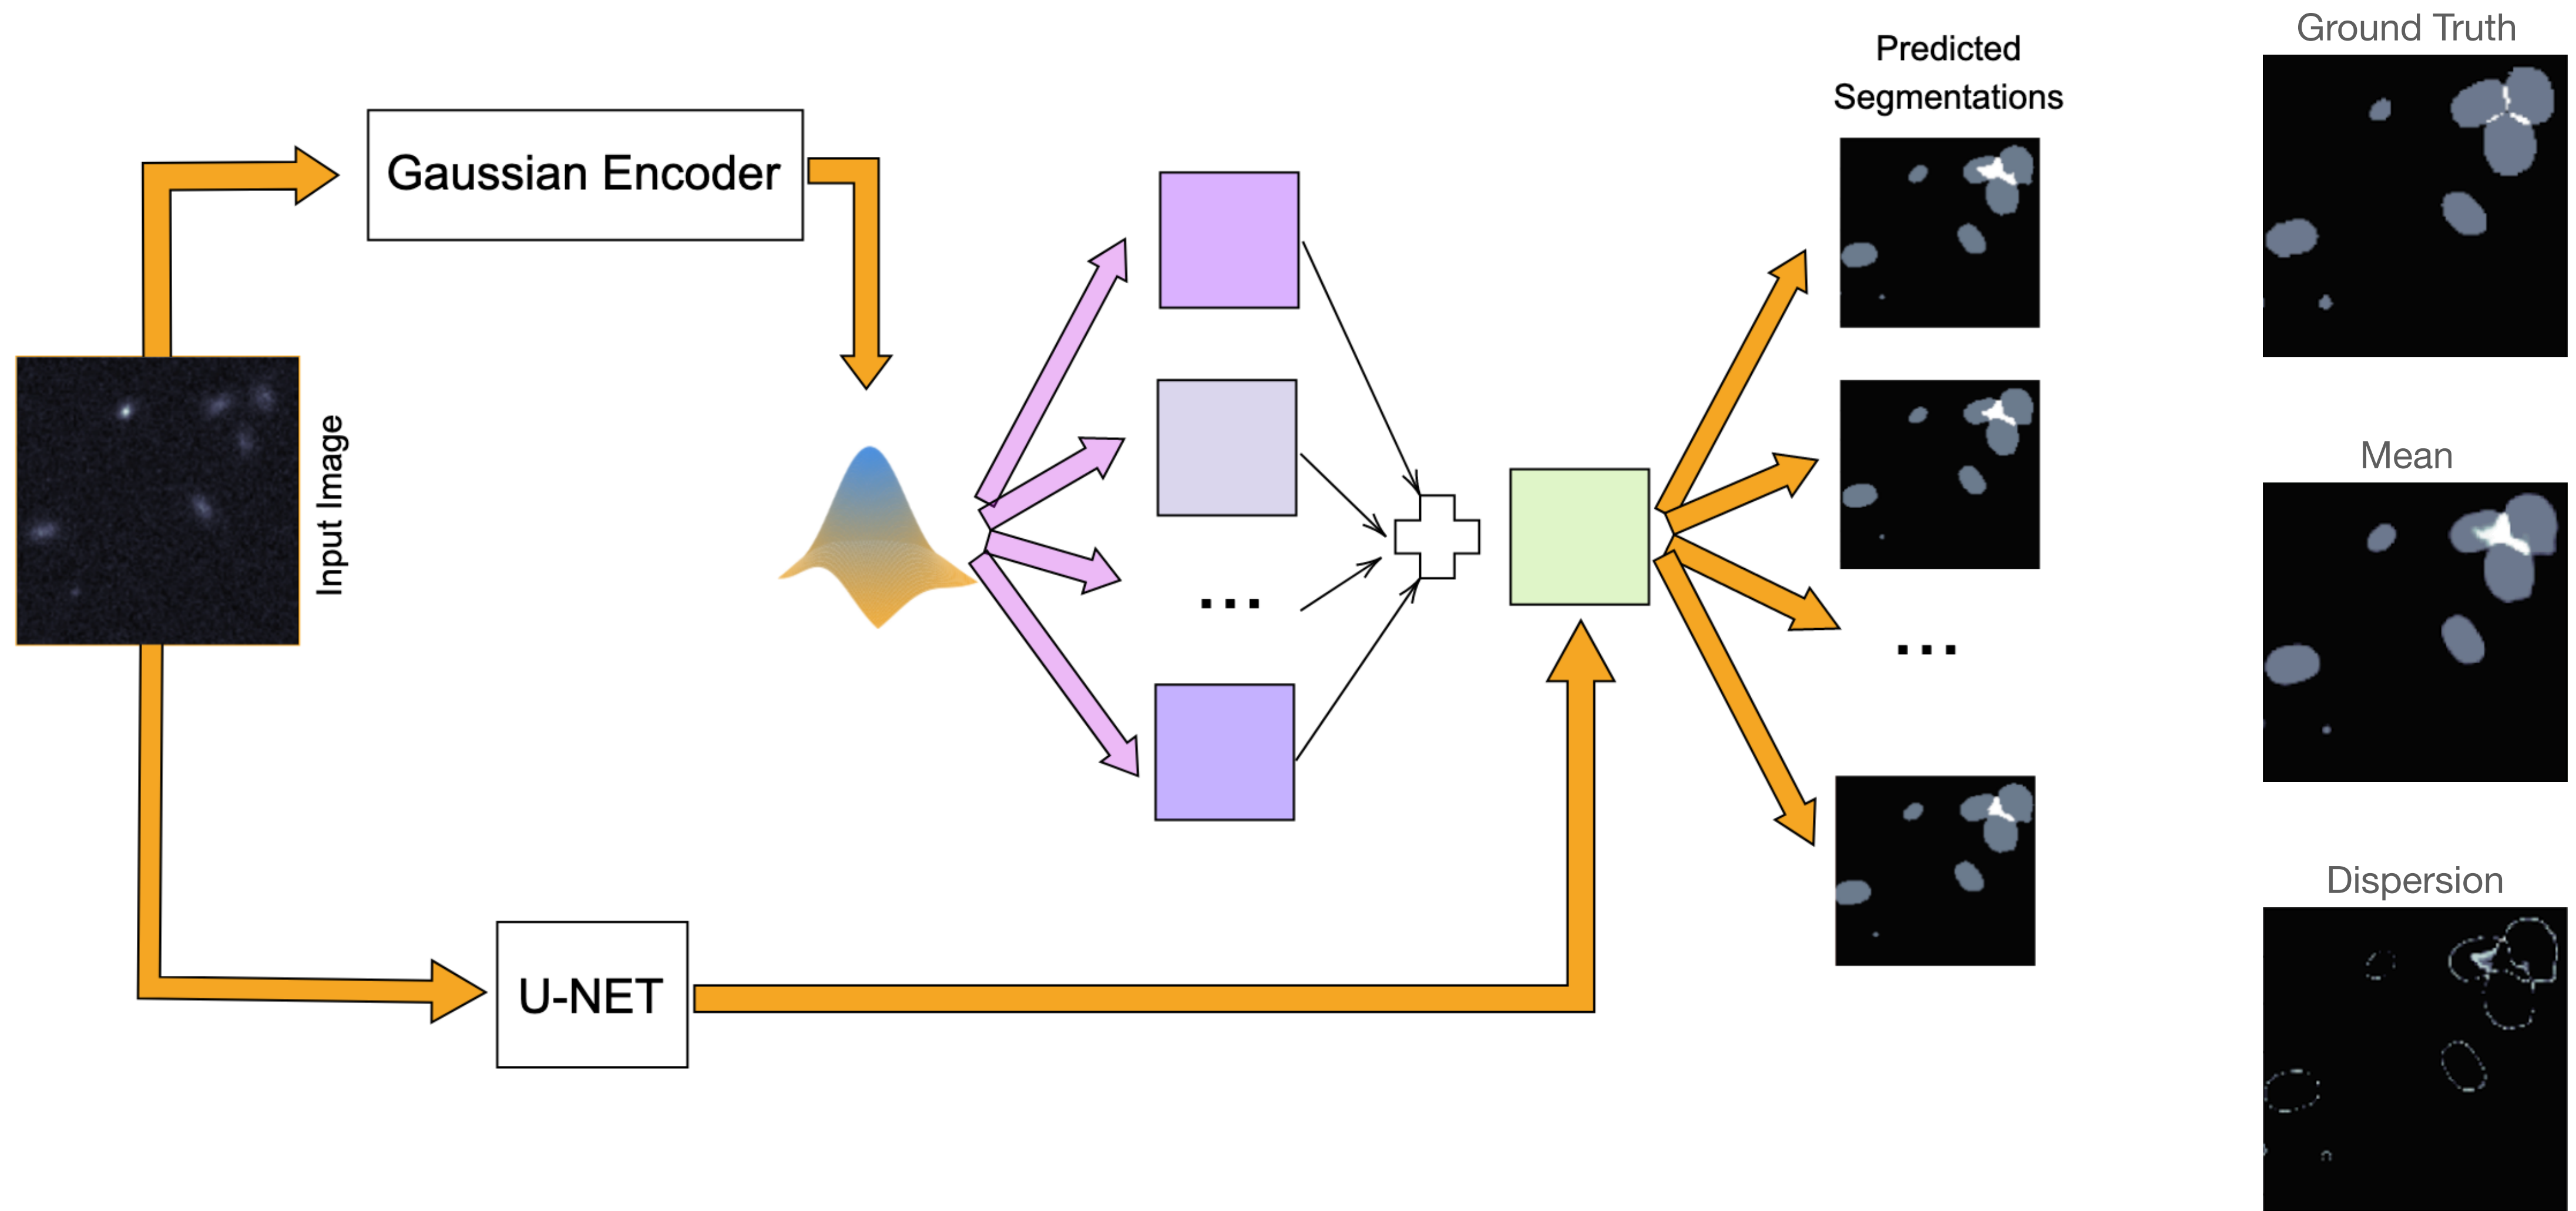 Gaussian Encoder
Input Image
U-NET
...
Predicted
Segmentations
...
Ground Truth
Mean
Dispersion